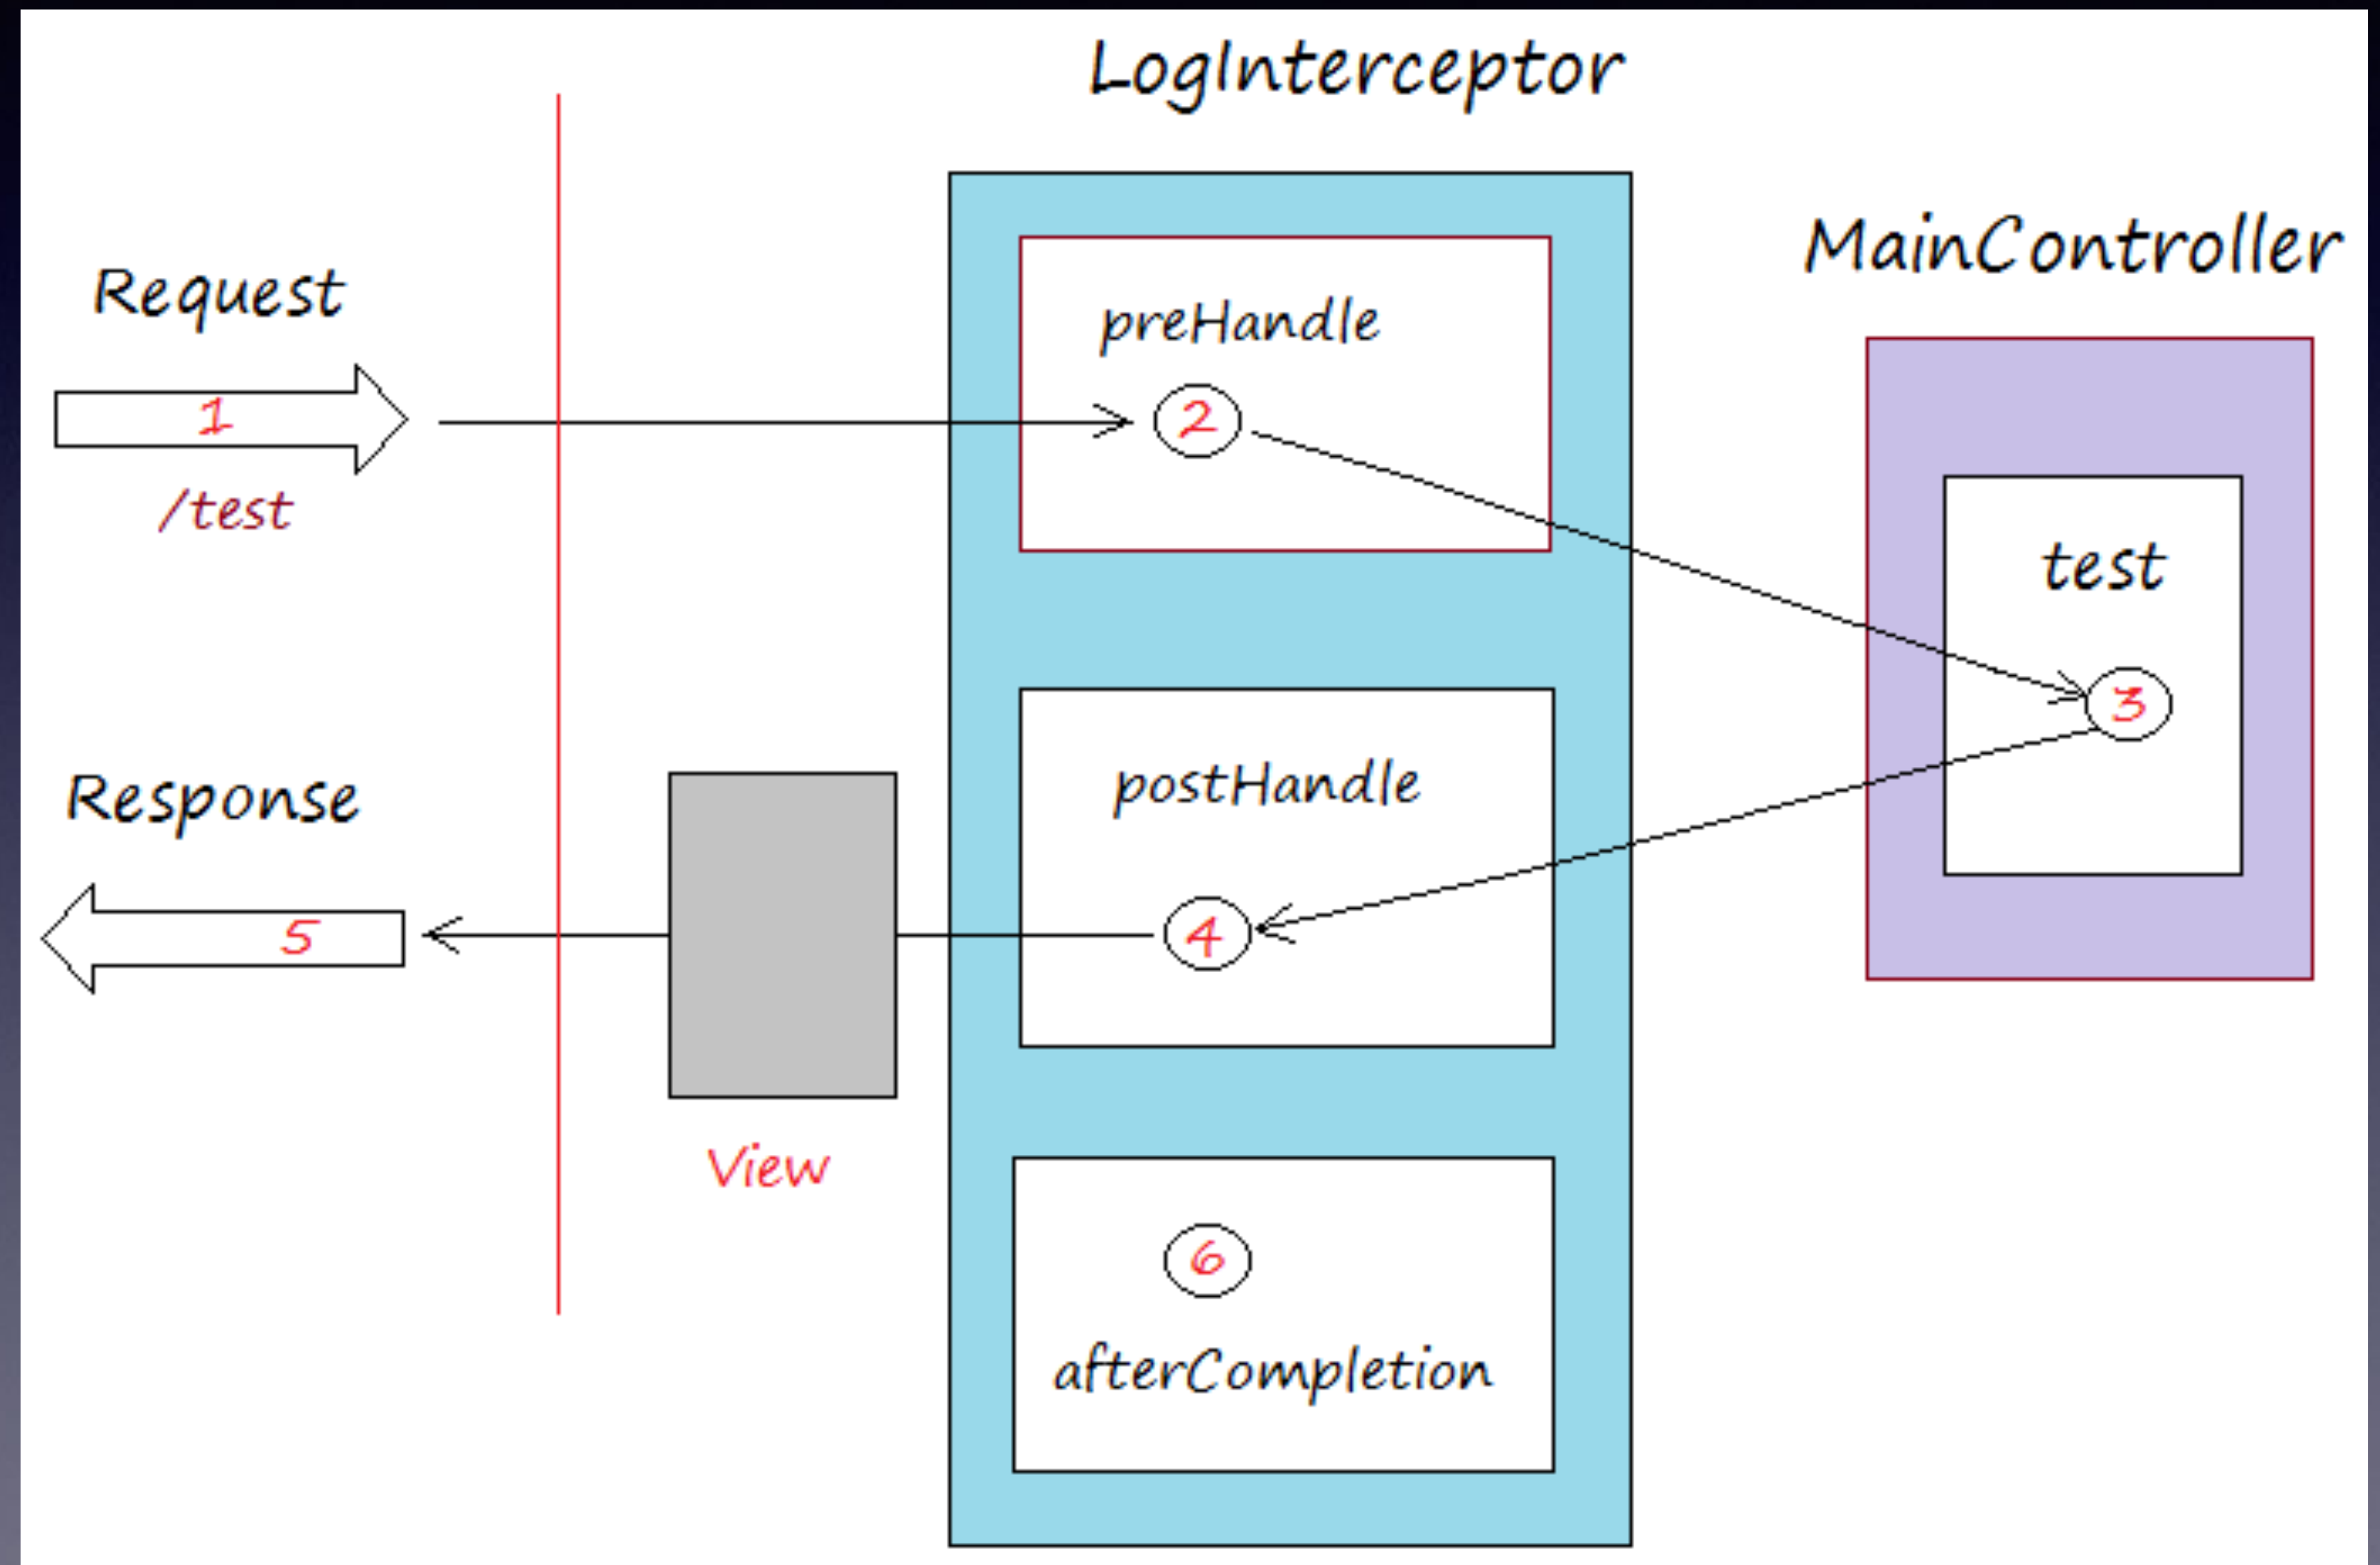 LogInterceptor
MainController
Request
1
/test
preHandle
2
test
3
Response
5
postHandle
4
View
6
afterCompletion